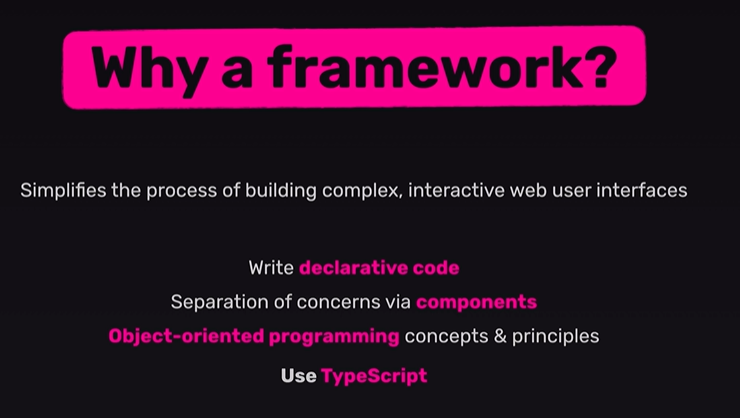 Why a framework?
Simplifies the process of building complex, interactive web user interfaces
Write declarative code
Separation of concerns via components
Object-oriented programming concepts & principles
Use TypeScript